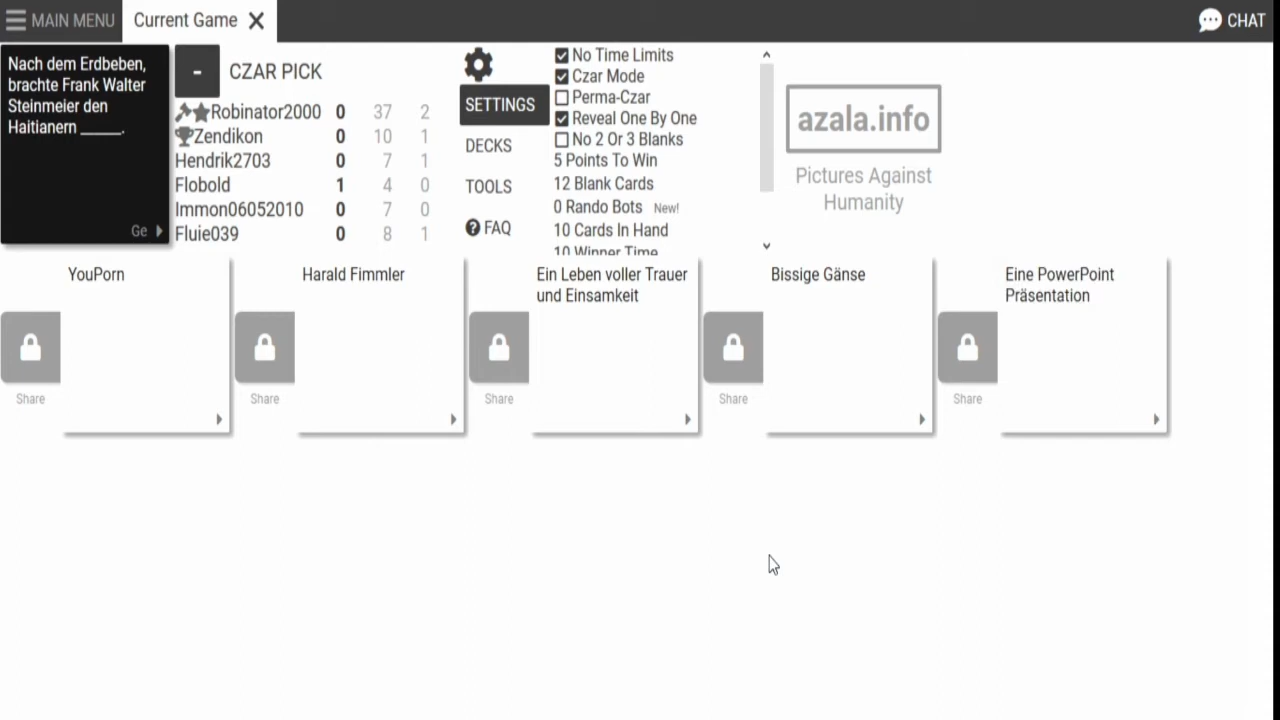 MAIN MENU
Current Game
CHAT
Nach dem Erdbeben,
brachte Frank Walter
Steinmeier den
Haitianern _____.
Ge
-
CZAR PICK
Robinator2000 0 37 2
Zendikon 0 10 1
Hendrik2703 0 7 1
Flobold 1 4 0
Immon06052010 0 7 0
Fluie039 0 8 1
SETTINGS
DECKS
TOOLS
? FAQ
No Time Limits
Czar Mode
Perma-Czar
Reveal One By One
No 2 Or 3 Blanks
5 Points To Win
12 Blank Cards
0 Rando Bots New!
10 Cards In Hand
10 Winner Time
azala.info
Pictures Against
Humanity
YouPorn
Share
Harald Fimmler
Share
Ein Leben voller Trauer
und Einsamkeit
Share
Bissige Gänse
Share
Eine PowerPoint
Präsentation
Share